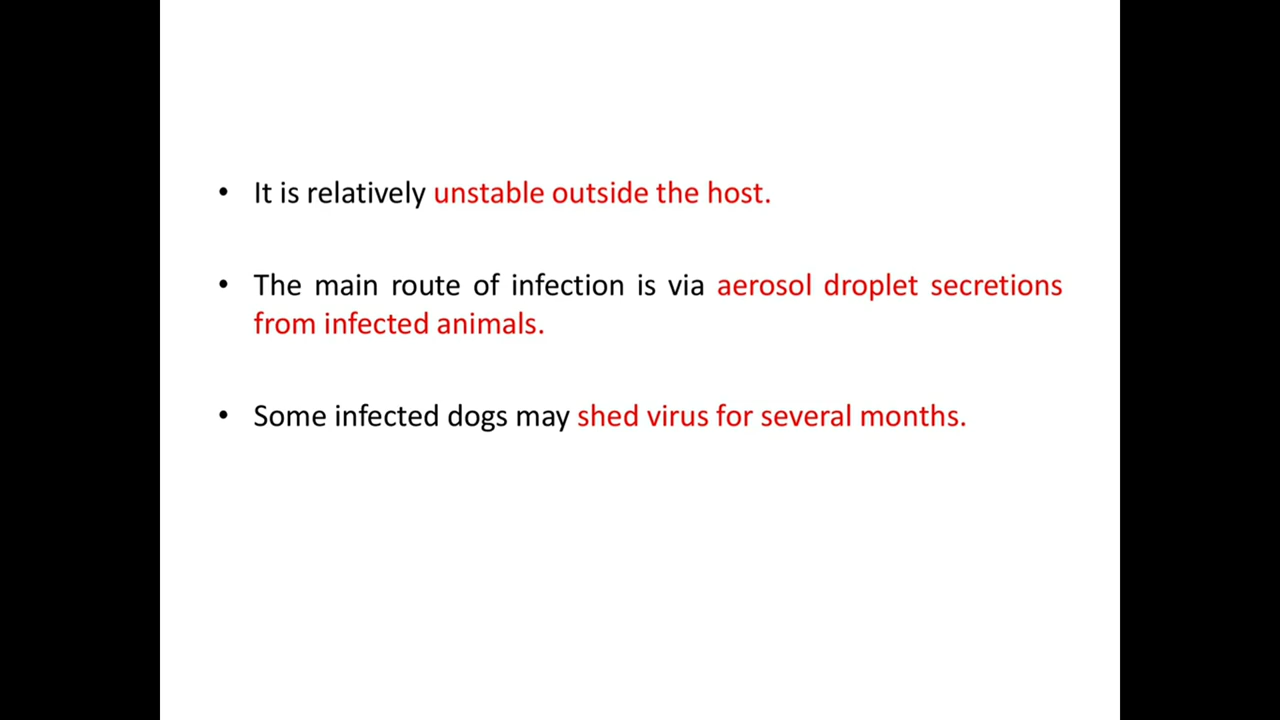 • It is relatively unstable outside the host.
• The main route of infection is via aerosol droplet secretions
from infected animals.
• Some infected dogs may shed virus for several months.